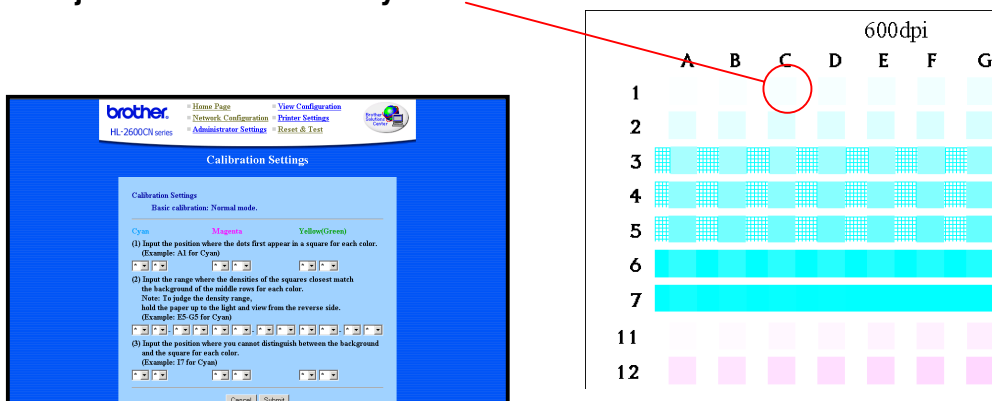 brother.
HL-2600CN series
Home Page
View Configuration
Network Configuration
Printer Settings
Administrator Settings
Reset & Test
Brother
Solutions
Center
Calibration Settings
Calibration Settings
Basic calibration: Normal mode.
Cyan Magenta Yellow(Green)
(1) Input the position where the dots first appear in a square for each color.
(Example: A1 for Cyan)
(2) Input the range where the densities of the squares closest match
the background of the middle rows for each color.
Note: To judge the density range,
hold the paper up to the light and view from the reverse side.
(Example: E5-G5 for Cyan)
(3) Input the position where you cannot distinguish between the background
and the square for each color.
(Example: I7 for Cyan)
Cancel Submit
600dpi
A B C D E F G
1
2
3
4
5
6
7
11
12